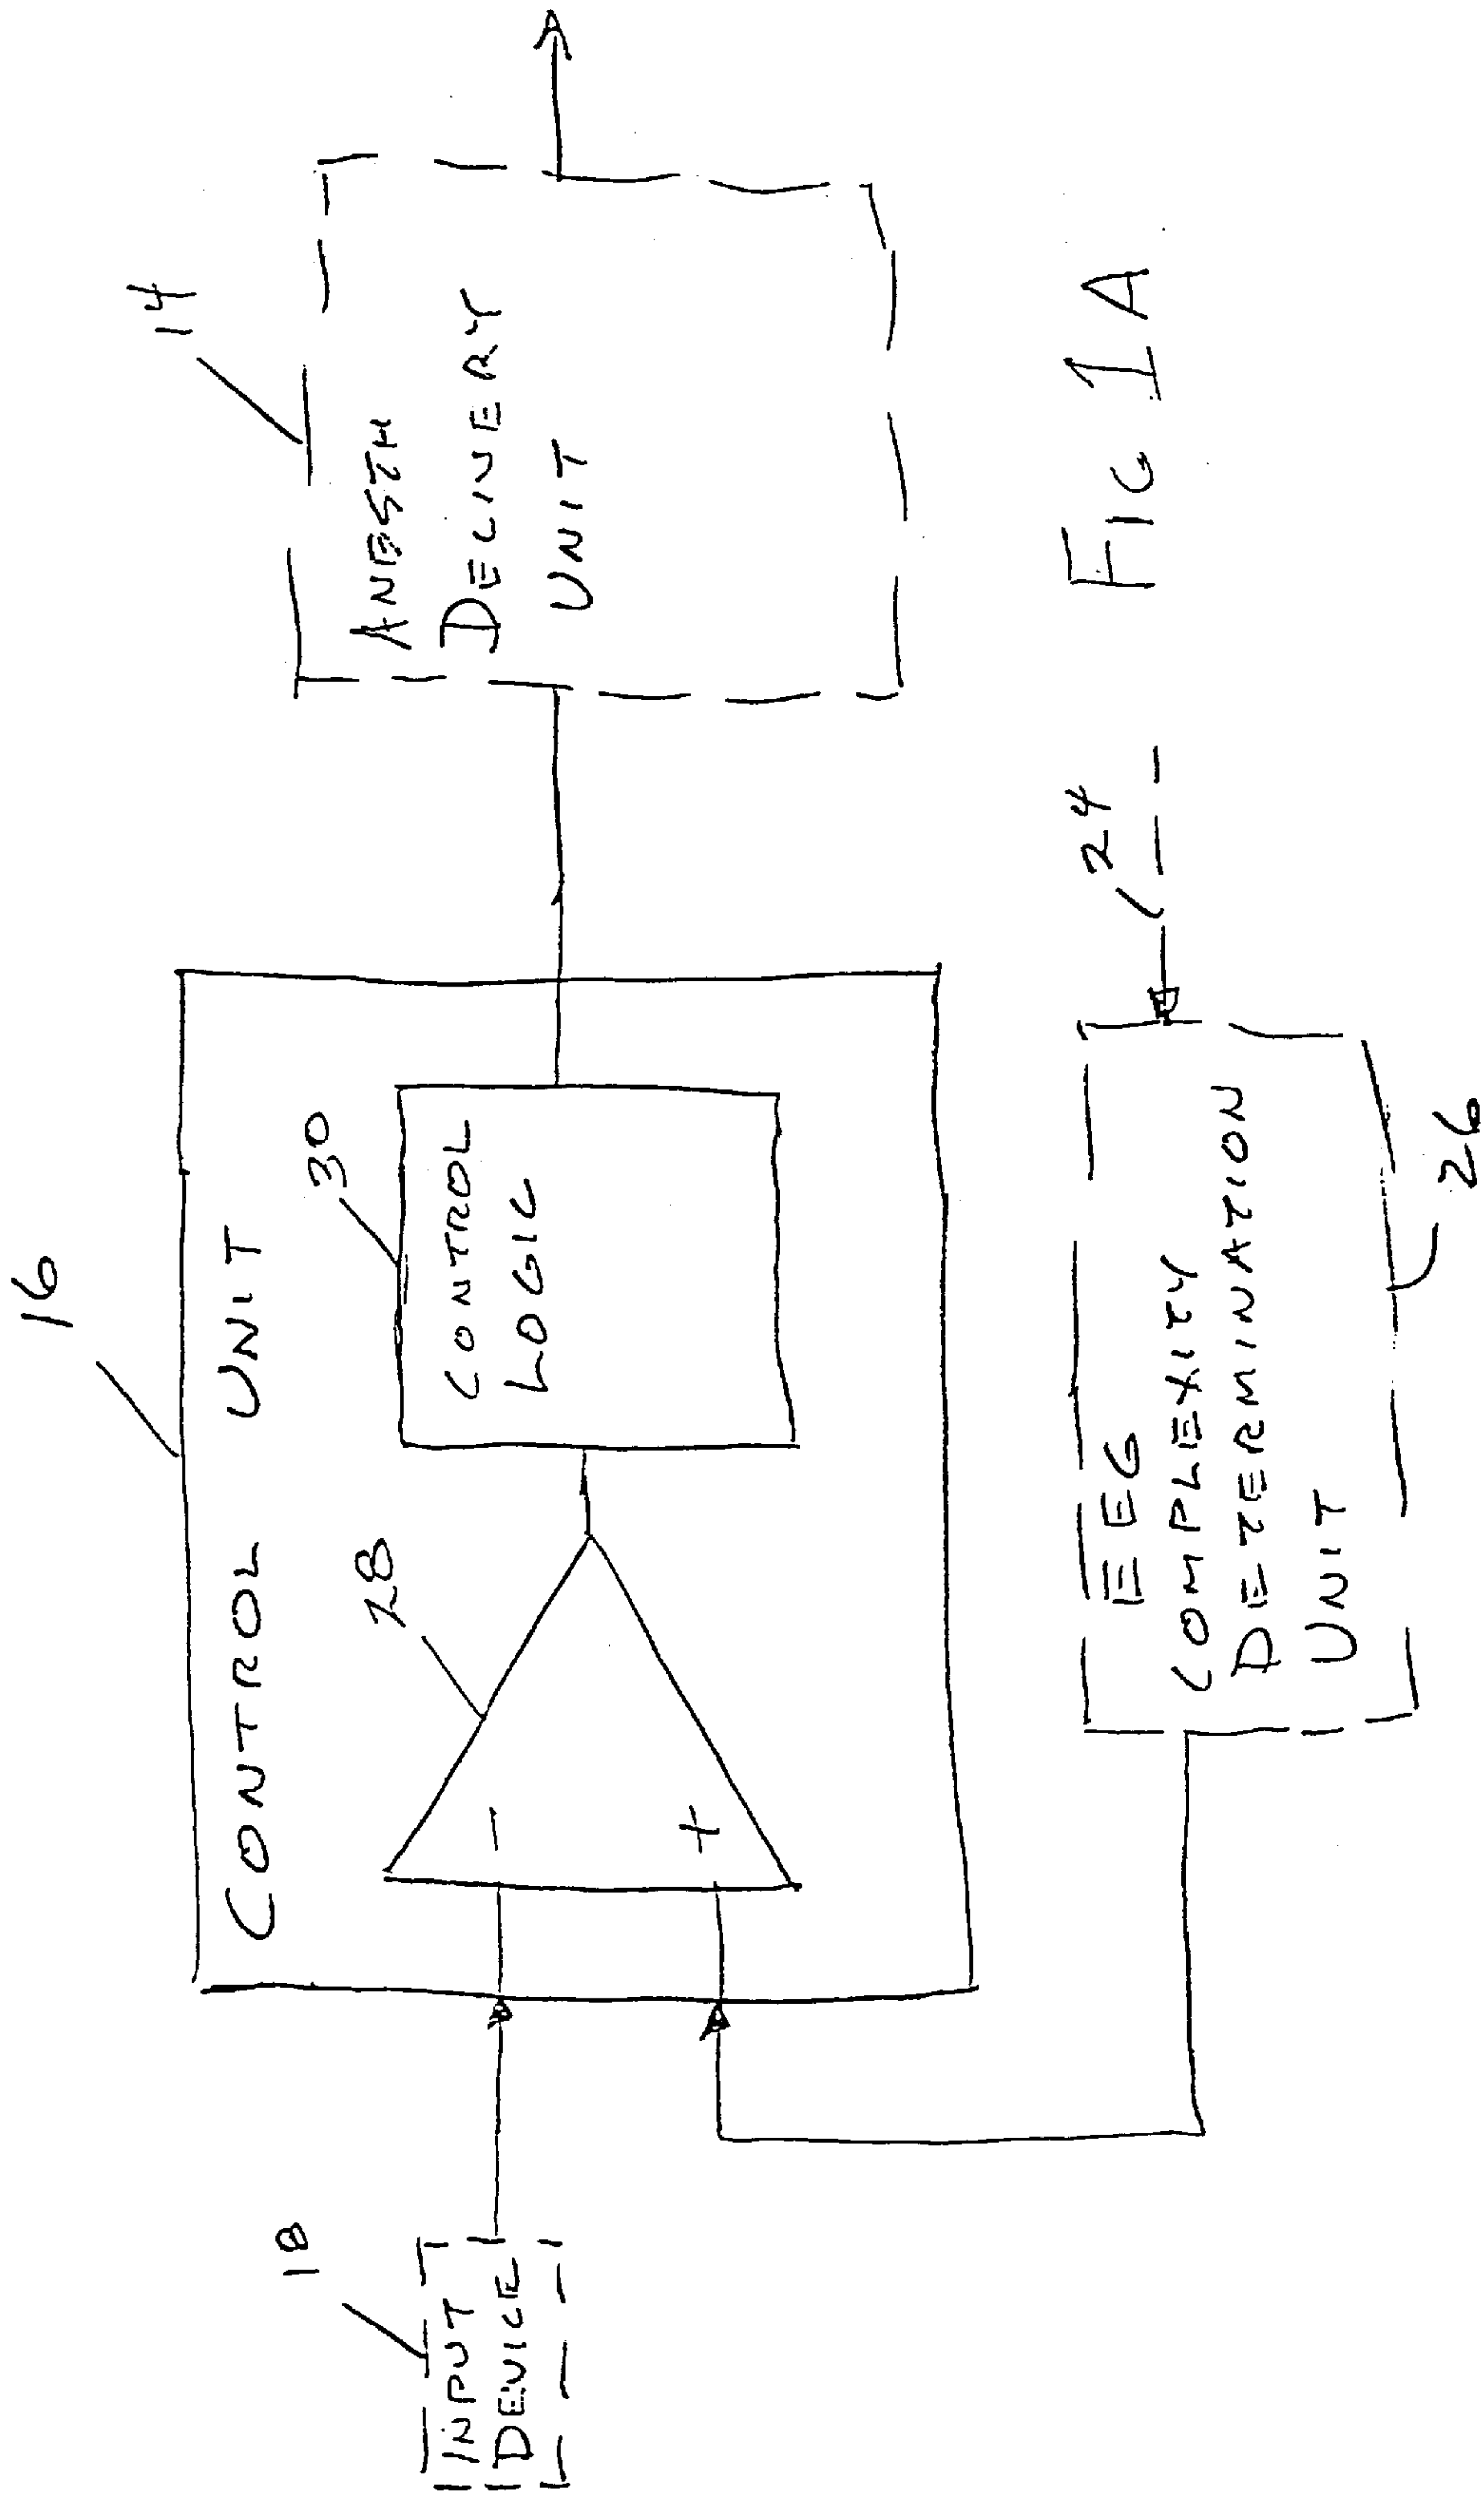 16
CONTROL UNIT
14
30
28
18
INPUT
DEVICE
CONTROL
LOGIC
ANESTH
DELIVERY
UNIT
24
EEG
COMPLEXITY
DETERMINATION
UNIT
26
-
+
FIG 1A